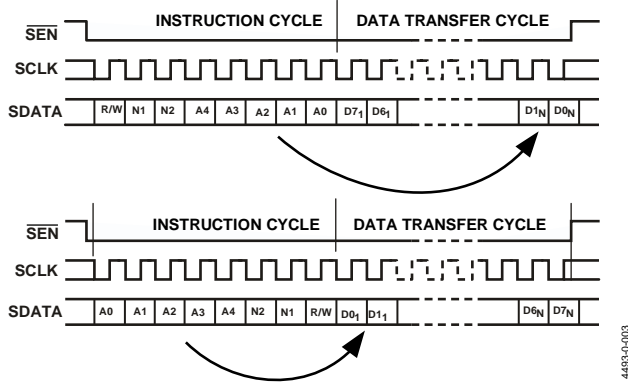 INSTRUCTION CYCLE DATA TRANSFER CYCLE
SEN
SCLK
SDATA R/W N1 N2 A4 A3 A2 A1 A0 D71 D61 D1N D0N
INSTRUCTION CYCLE DATA TRANSFER CYCLE
SEN
SCLK
SDATA A0 A1 A2 A3 A4 N2 N1 R/W D01 D11 D6N D7N
4493-0-003